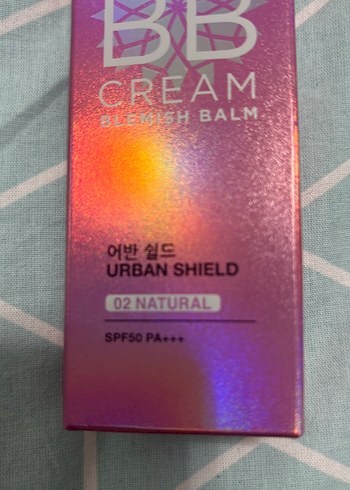 BB
CREAM
BLEMISH BALM
어반 쉴드
URBAN SHIELD
02 NATURAL
SPF50 PA+++